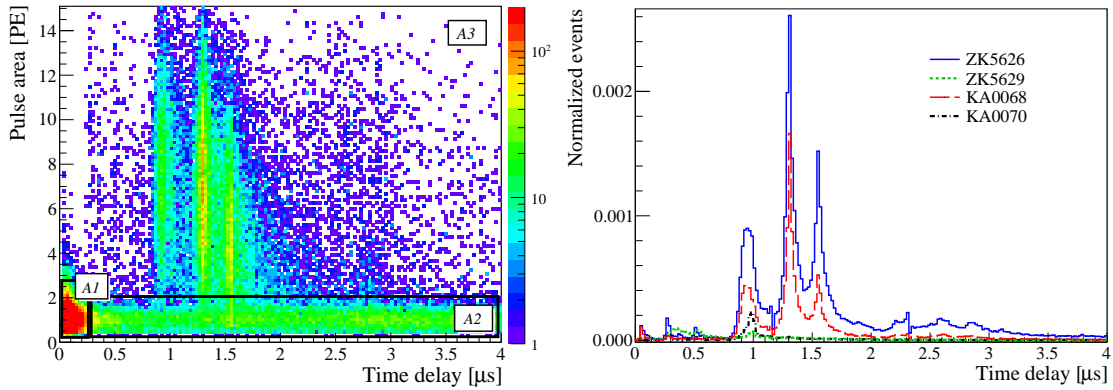 Pulse area [PE]
14
12
10
8
6
4
2
0
A3
A1
A2
0 0.5 1 1.5 2 2.5 3 3.5 4
Time delay [μs]
10²
10
1
Normalized events
0.002
0.001
0.000
ZK5626
ZK5629
KA0068
KA0070
0 0.5 1 1.5 2 2.5 3 3.5 4
Time delay [μs]